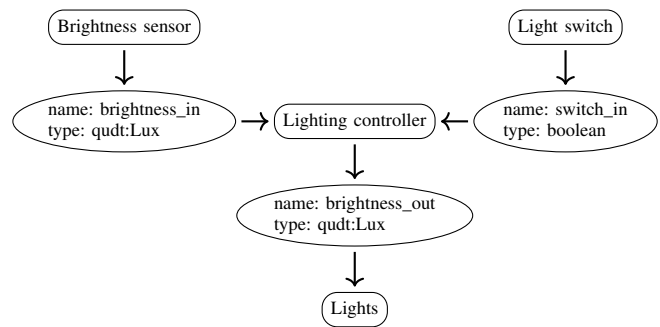 Brightness sensor
Light switch
name: brightness_in
type: qudt:Lux
Lighting controller
name: switch_in
type: boolean
name: brightness_out
type: qudt:Lux
Lights